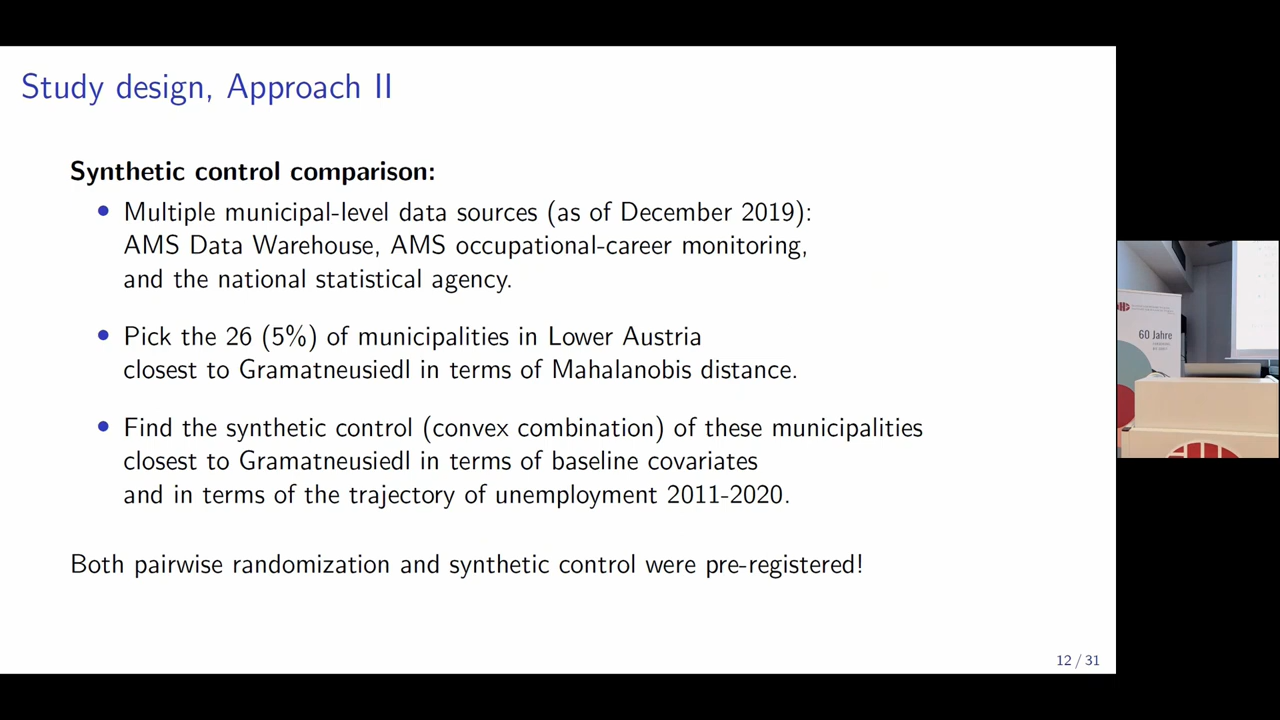 Study design, Approach II
Synthetic control comparison:
• Multiple municipal-level data sources (as of December 2019):
AMS Data Warehouse, AMS occupational-career monitoring,
and the national statistical agency.
• Pick the 26 (5%) of municipalities in Lower Austria
closest to Gramatneusiedl in terms of Mahalanobis distance.
• Find the synthetic control (convex combination) of these municipalities
closest to Gramatneusiedl in terms of baseline covariates
and in terms of the trajectory of unemployment 2011-2020.
Both pairwise randomization and synthetic control were pre-registered!
12 / 31
60 Jahre